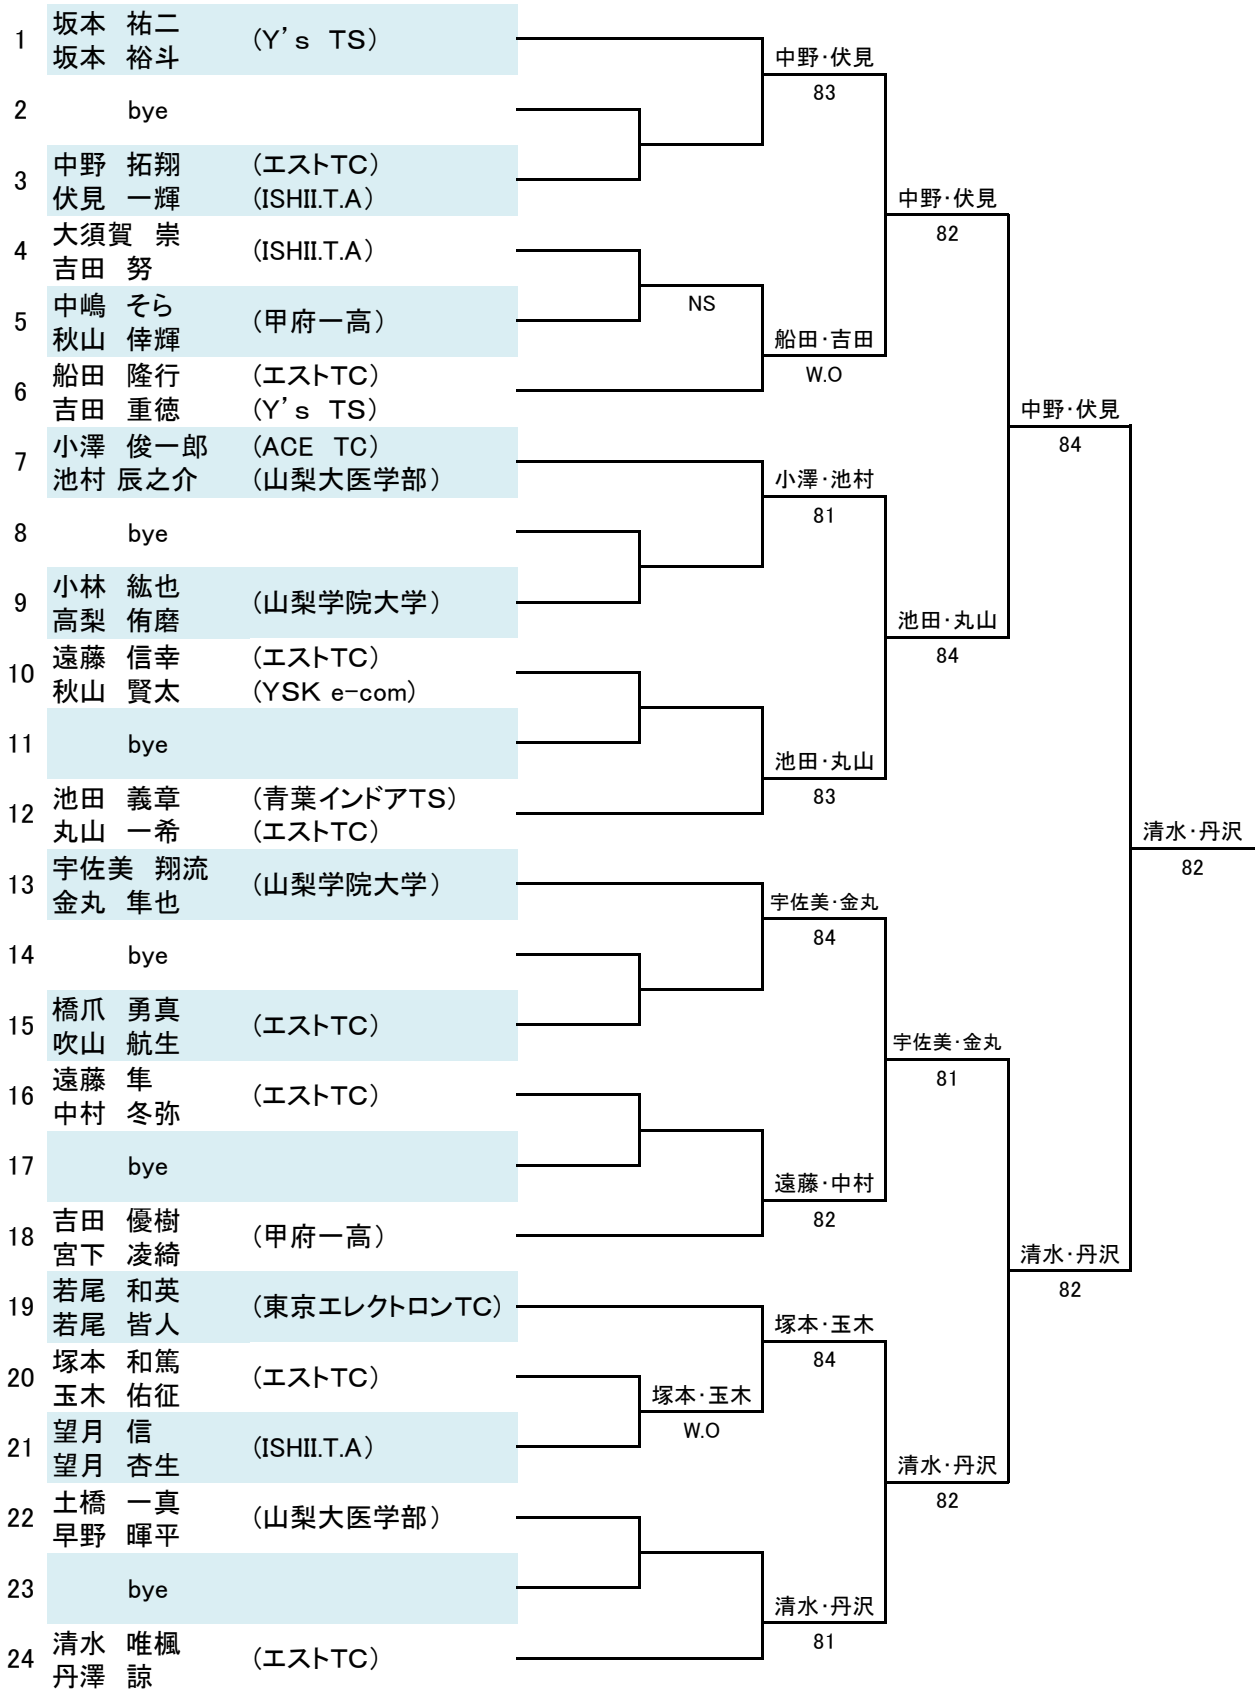 1 坂本 祐二 (Y's TS)
坂本 裕斗
2 bye
3 中野 拓翔 (エストTC)
伏見 一輝 (ISHII.T.A)
4 大須賀 崇 (ISHII.T.A)
吉田 努
5 中嶋 そら (甲府一高)
秋山 倖輝
6 船田 隆行 (エストTC)
吉田 重徳 (Y's TS)
7 小澤 俊一郎 (ACE TC)
池村 辰之介 (山梨大医学部)
8 bye
9 小林 紘也 (山梨学院大学)
高梨 侑磨
10 遠藤 信幸 (エストTC)
秋山 賢太 (YSK e-com)
11 bye
12 池田 義章 (青葉インドアTS)
丸山 一希 (エストTC)
13 宇佐美 翔流 (山梨学院大学)
金丸 隼也
14 bye
15 橋爪 勇真 (エストTC)
吹山 航生
16 遠藤 隼 (エストTC)
中村 冬弥
17 bye
18 吉田 優樹 (甲府一高)
宮下 凌綺
19 若尾 和英 (東京エレクトロンTC)
若尾 皆人
20 塚本 和篤 (エストTC)
玉木 佑征
21 望月 信 (ISHII.T.A)
望月 杏生
22 土橋 一真 (山梨大医学部)
早野 暉平
23 bye
24 清水 唯楓 (エストTC)
丹澤 諒
NS
塚本・玉木
W.O
中野・伏見
83
船田・吉田
W.O
小澤・池村
81
池田・丸山
83
宇佐美・金丸
84
遠藤・中村
82
塚本・玉木
84
清水・丹沢
81
中野・伏見
82
池田・丸山
84
宇佐美・金丸
81
清水・丹沢
82
中野・伏見
84
清水・丹沢
82
清水・丹沢
82